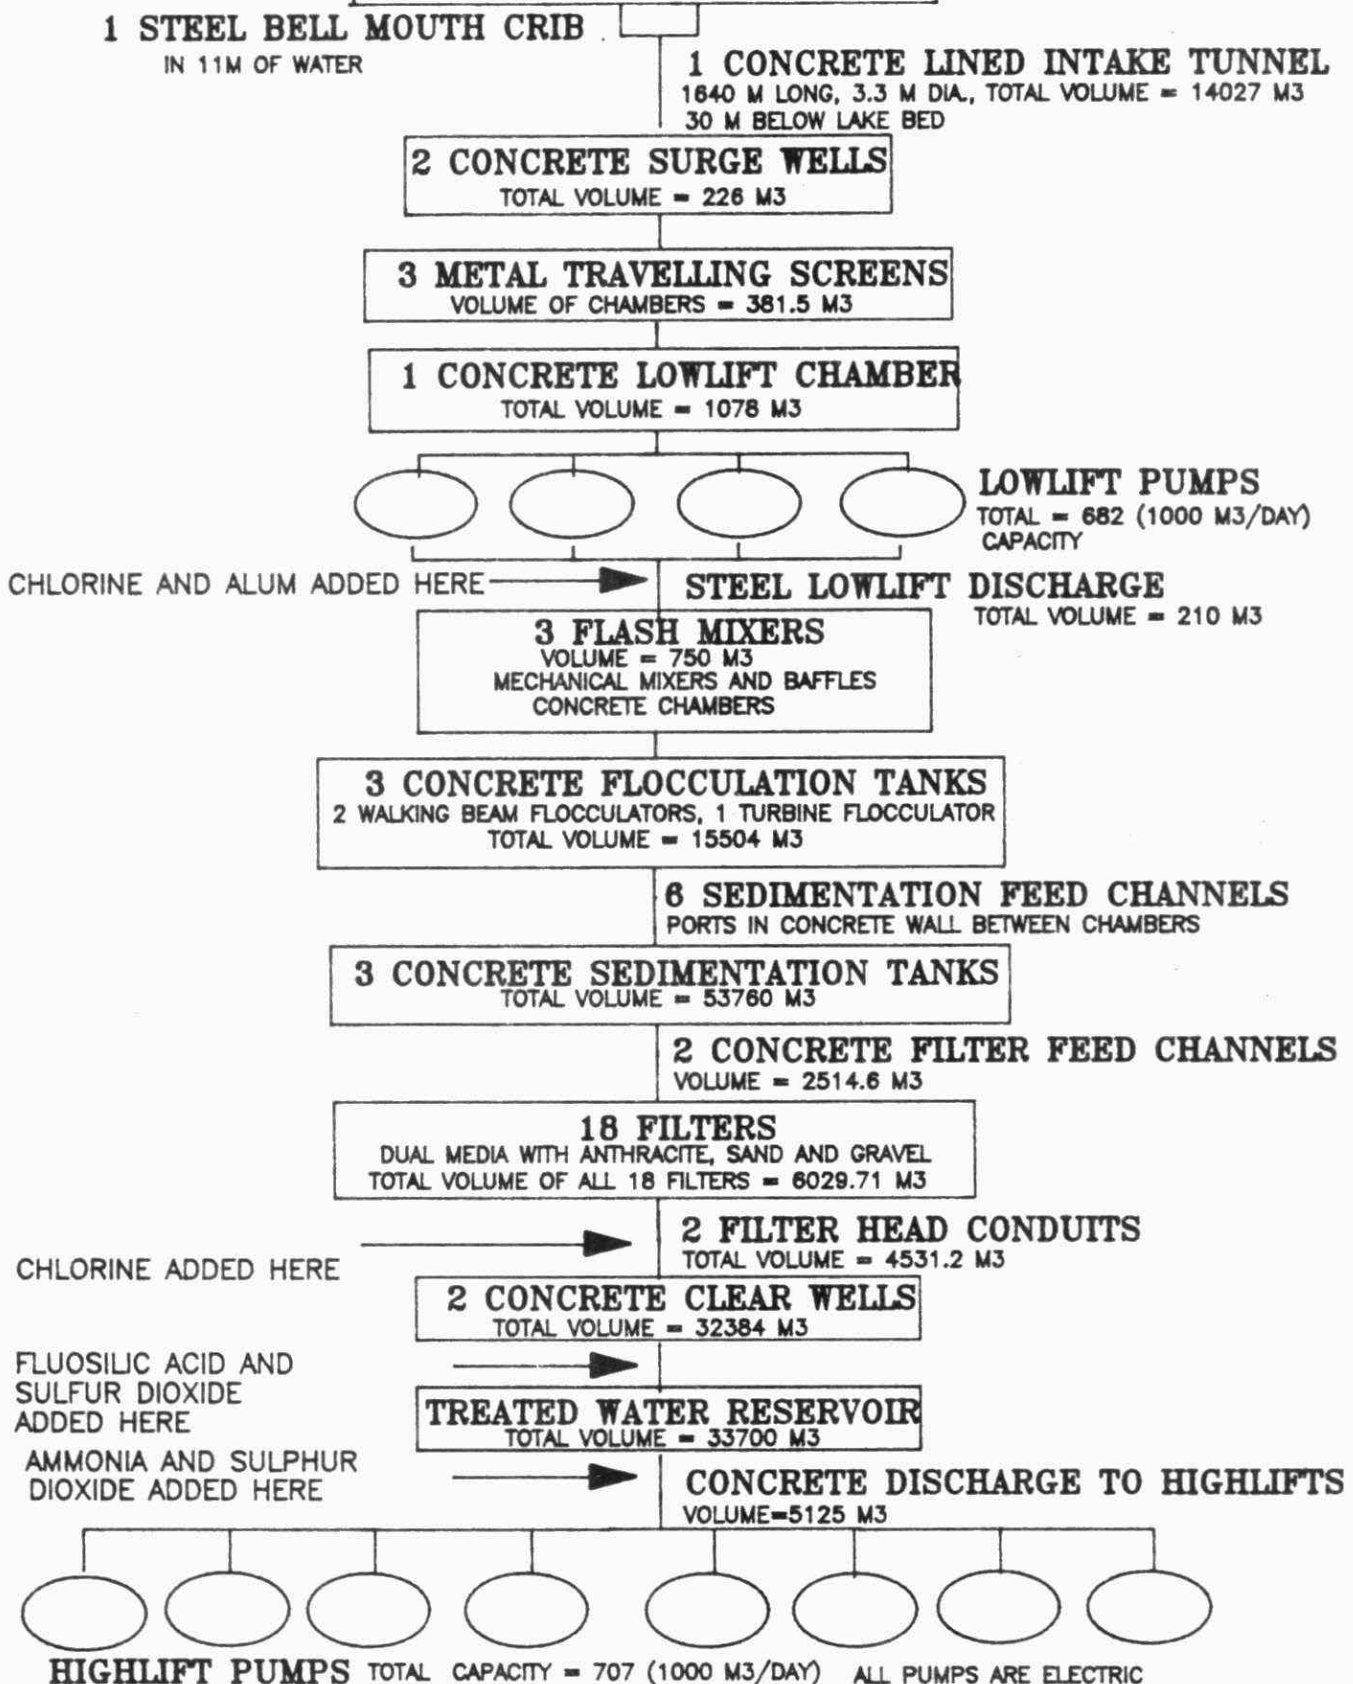 1 STEEL BELL MOUTH CRIB
IN 11M OF WATER
1 CONCRETE LINED INTAKE TUNNEL
1640 M LONG, 3.3 M DIA., TOTAL VOLUME = 14027 M3
30 M BELOW LAKE BED
2 CONCRETE SURGE WELLS
TOTAL VOLUME = 226 M3
3 METAL TRAVELLING SCREENS
VOLUME OF CHAMBERS = 381.5 M3
1 CONCRETE LOWLIFT CHAMBER
TOTAL VOLUME = 1078 M3
LOWLIFT PUMPS
TOTAL = 682 (1000 M3/DAY)
CAPACITY
CHLORINE AND ALUM ADDED HERE
STEEL LOWLIFT DISCHARGE
TOTAL VOLUME = 210 M3
3 FLASH MIXERS
VOLUME = 750 M3
MECHANICAL MIXERS AND BAFFLES
CONCRETE CHAMBERS
3 CONCRETE FLOCCULATION TANKS
2 WALKING BEAM FLOCCULATORS, 1 TURBINE FLOCCULATOR
TOTAL VOLUME = 15504 M3
6 SEDIMENTATION FEED CHANNELS
PORTS IN CONCRETE WALL BETWEEN CHAMBERS
3 CONCRETE SEDIMENTATION TANKS
TOTAL VOLUME = 53760 M3
2 CONCRETE FILTER FEED CHANNELS
VOLUME = 2514.6 M3
18 FILTERS
DUAL MEDIA WITH ANTHRACITE, SAND AND GRAVEL
TOTAL VOLUME OF ALL 18 FILTERS = 6029.71 M3
2 FILTER HEAD CONDUITS
TOTAL VOLUME = 4531.2 M3
CHLORINE ADDED HERE
2 CONCRETE CLEAR WELLS
TOTAL VOLUME = 32384 M3
FLUOSILIC ACID AND
SULFUR DIOXIDE
ADDED HERE
TREATED WATER RESERVOIR
TOTAL VOLUME = 33700 M3
AMMONIA AND SULPHUR
DIOXIDE ADDED HERE
CONCRETE DISCHARGE TO HIGHLIFTS
VOLUME=5125 M3
HIGHLIFT PUMPS TOTAL CAPACITY = 707 (1000 M3/DAY) ALL PUMPS ARE ELECTRIC